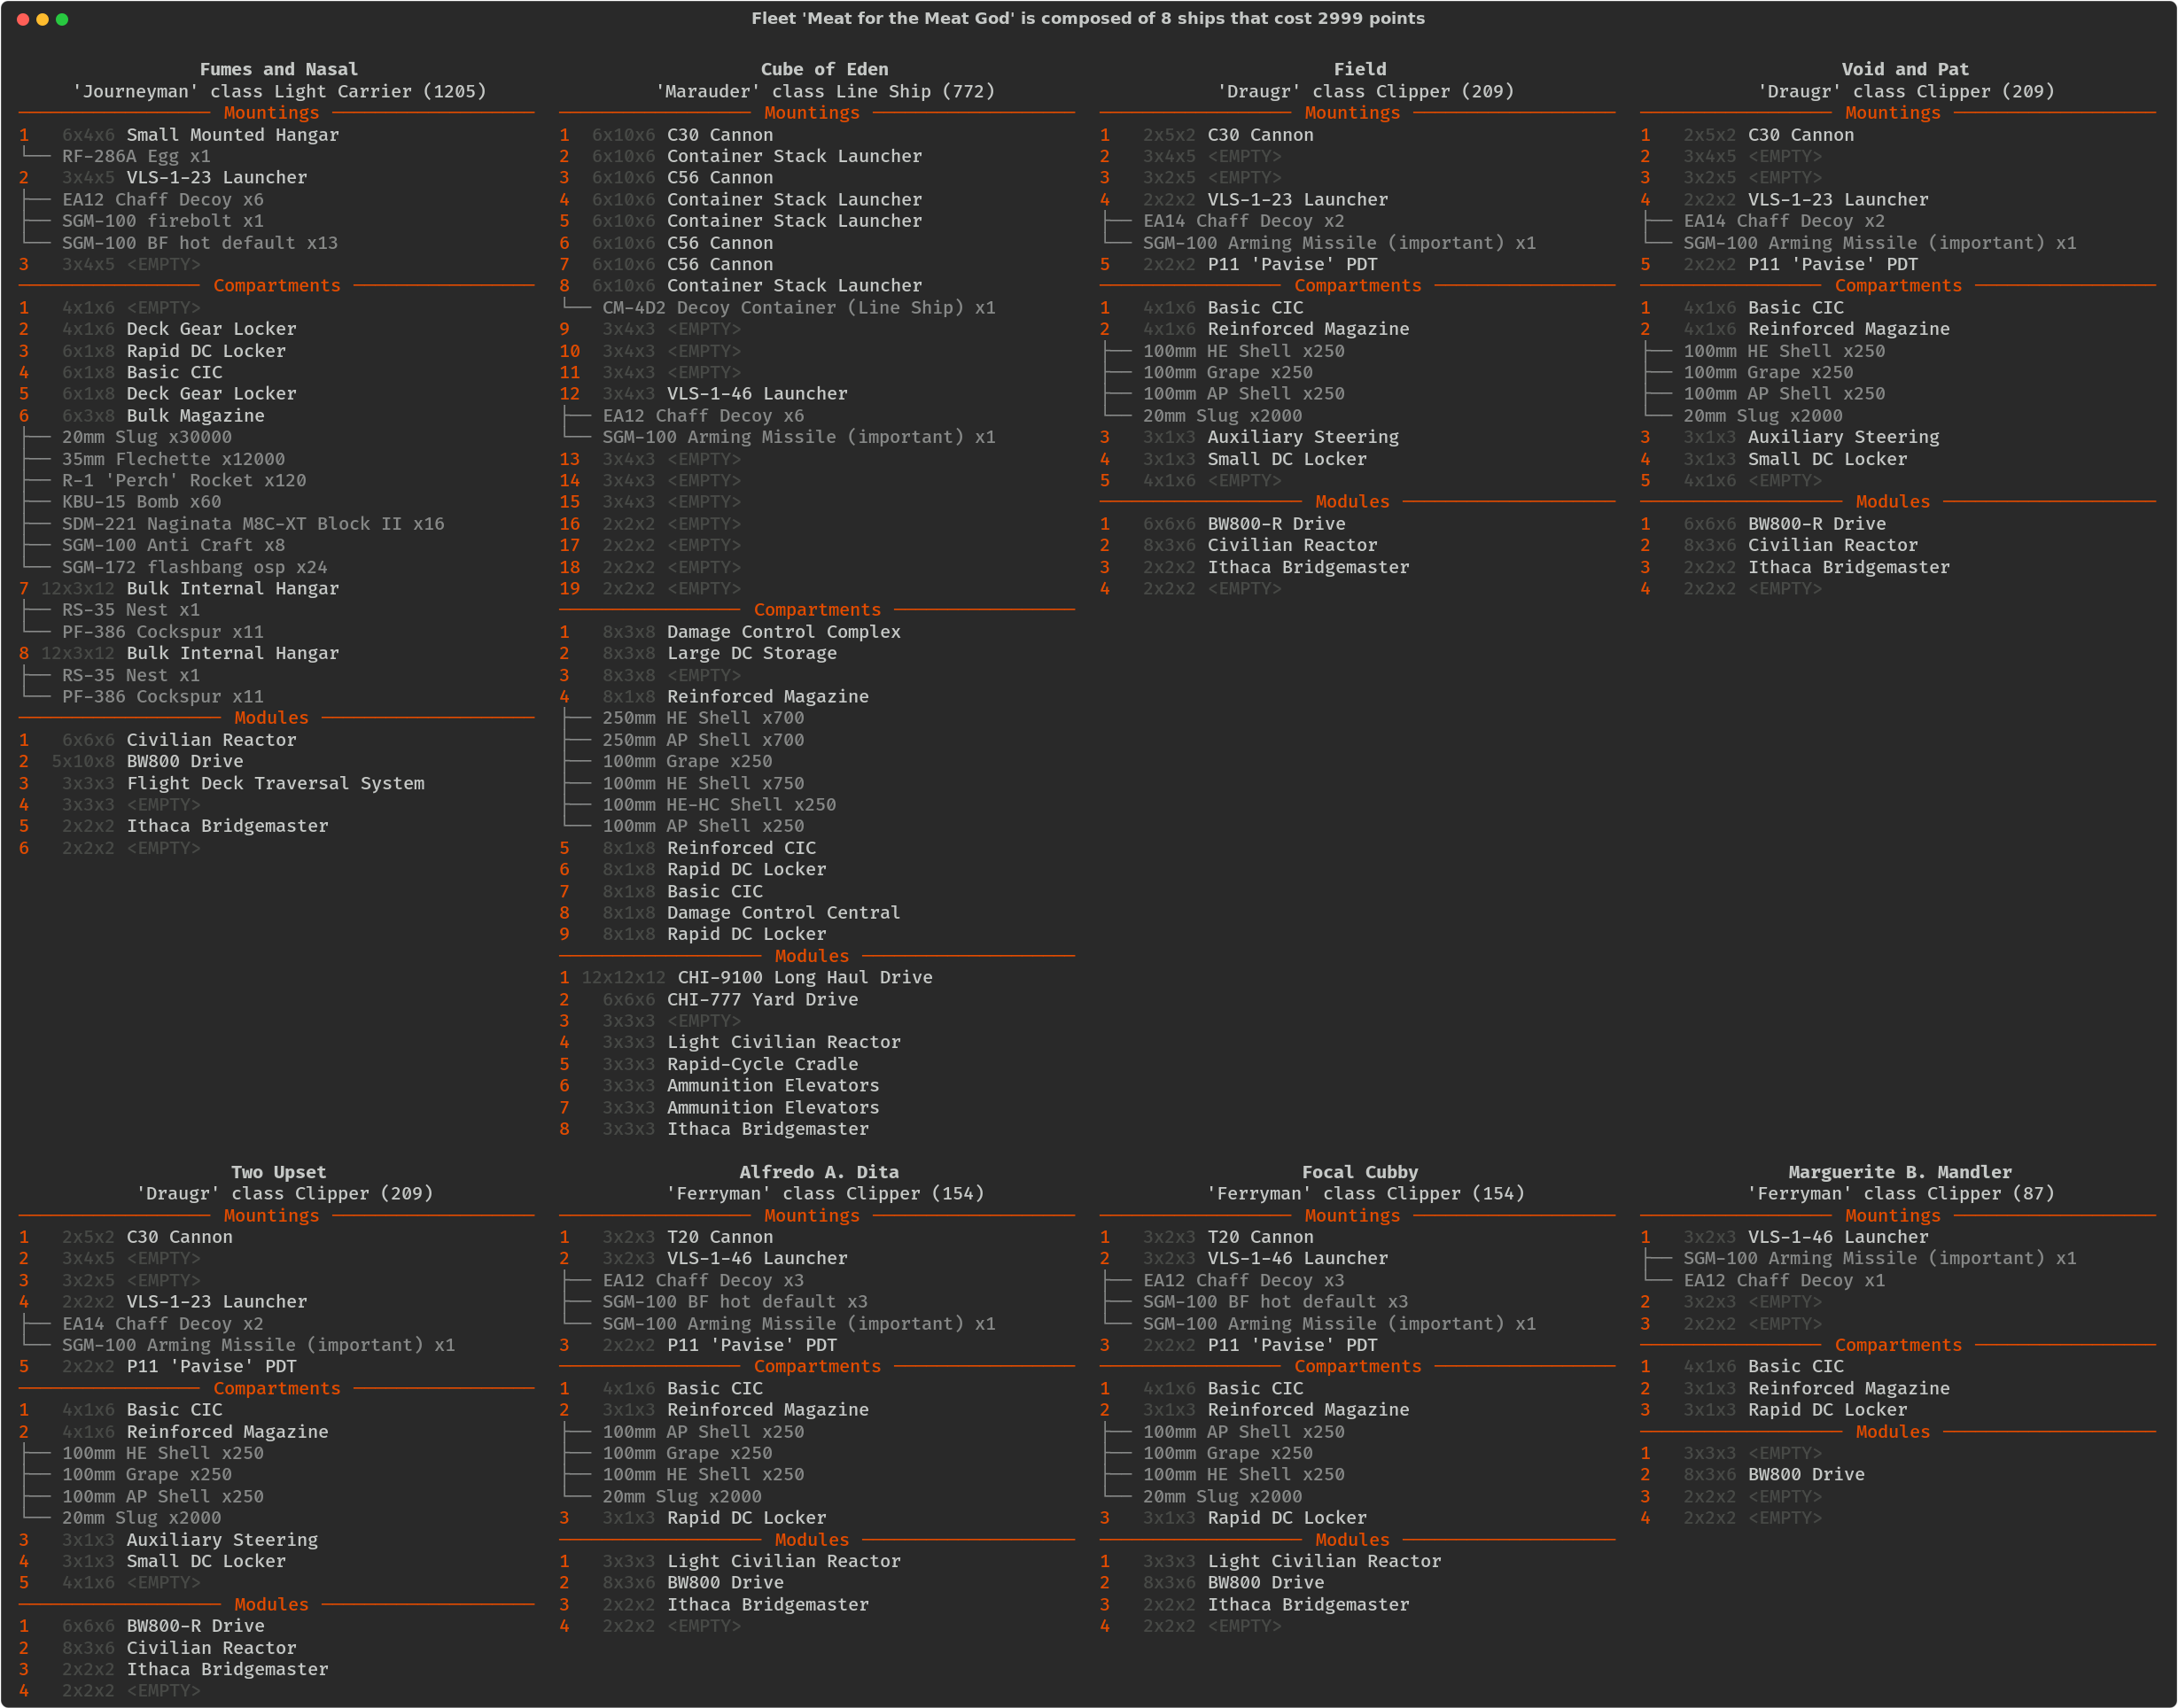 Fleet 'Meat for the Meat God' is composed of 8 ships that cost 2999 points
Fumes and Nasal
'Journeyman' class Light Carrier (1205)
Mountings
1 6x4x6 Small Mounted Hangar
RF-286A Egg x1
2 3x4x5 VLS-1-23 Launcher
EA12 Chaff Decoy x6
SGM-100 firebolt x1
SGM-100 BF hot default x13
3 3x4x5 <EMPTY>
Compartments
1 4x1x6 <EMPTY>
2 4x1x6 Deck Gear Locker
3 6x1x8 Rapid DC Locker
4 6x1x8 Basic CIC
5 6x1x8 Deck Gear Locker
6 6x3x8 Bulk Magazine
20mm Slug x30000
35mm Flechette x12000
R-1 'Perch' Rocket x120
KBU-15 Bomb x60
SDM-221 Naginata M8C-XT Block II x16
SGM-100 Anti Craft x8
SGM-172 flashbang osp x24
7 12x3x12 Bulk Internal Hangar
RS-35 Nest x1
PF-386 Cockspur x11
8 12x3x12 Bulk Internal Hangar
RS-35 Nest x1
PF-386 Cockspur x11
Modules
1 6x6x6 Civilian Reactor
2 5x10x8 BW800 Drive
3 3x3x3 Flight Deck Traversal System
4 3x3x3 <EMPTY>
5 2x2x2 Ithaca Bridgemaster
6 2x2x2 <EMPTY>
Cube of Eden
'Marauder' class Line Ship (772)
Mountings
1 6x10x6 C30 Cannon
2 6x10x6 Container Stack Launcher
3 6x10x6 C56 Cannon
4 6x10x6 Container Stack Launcher
5 6x10x6 Container Stack Launcher
6 6x10x6 C56 Cannon
7 6x10x6 C56 Cannon
8 6x10x6 Container Stack Launcher
CM-4D2 Decoy Container (Line Ship) x1
9 3x4x3 <EMPTY>
10 3x4x3 <EMPTY>
11 3x4x3 <EMPTY>
12 3x4x3 VLS-1-46 Launcher
EA12 Chaff Decoy x6
SGM-100 Arming Missile (important) x1
13 3x4x3 <EMPTY>
14 3x4x3 <EMPTY>
15 3x4x3 <EMPTY>
16 2x2x2 <EMPTY>
17 2x2x2 <EMPTY>
18 2x2x2 <EMPTY>
19 2x2x2 <EMPTY>
Compartments
1 8x3x8 Damage Control Complex
2 8x3x8 Large DC Storage
3 8x3x8 <EMPTY>
4 8x1x8 Reinforced Magazine
250mm HE Shell x700
250mm AP Shell x700
100mm Grape x250
100mm HE Shell x750
100mm HE-HC Shell x250
100mm AP Shell x250
5 8x1x8 Reinforced CIC
6 8x1x8 Rapid DC Locker
7 8x1x8 Basic CIC
8 8x1x8 Damage Control Central
9 8x1x8 Rapid DC Locker
Modules
1 12x12x12 CHI-9100 Long Haul Drive
2 6x6x6 CHI-777 Yard Drive
3 3x3x3 <EMPTY>
4 3x3x3 Light Civilian Reactor
5 3x3x3 Rapid-Cycle Cradle
6 3x3x3 Ammunition Elevators
7 3x3x3 Ammunition Elevators
8 3x3x3 Ithaca Bridgemaster
Field
'Draugr' class Clipper (209)
Mountings
1 2x5x2 C30 Cannon
2 3x4x5 <EMPTY>
3 3x2x5 <EMPTY>
4 2x2x2 VLS-1-23 Launcher
EA14 Chaff Decoy x2
SGM-100 Arming Missile (important) x1
5 2x2x2 P11 'Pavise' PDT
Compartments
1 4x1x6 Basic CIC
2 4x1x6 Reinforced Magazine
100mm HE Shell x250
100mm Grape x250
100mm AP Shell x250
20mm Slug x2000
3 3x1x3 Auxiliary Steering
4 3x1x3 Small DC Locker
5 4x1x6 <EMPTY>
Modules
1 6x6x6 BW800-R Drive
2 8x3x6 Civilian Reactor
3 2x2x2 Ithaca Bridgemaster
4 2x2x2 <EMPTY>
Void and Pat
'Draugr' class Clipper (209)
Mountings
1 2x5x2 C30 Cannon
2 3x4x5 <EMPTY>
3 3x2x5 <EMPTY>
4 2x2x2 VLS-1-23 Launcher
EA14 Chaff Decoy x2
SGM-100 Arming Missile (important) x1
5 2x2x2 P11 'Pavise' PDT
Compartments
1 4x1x6 Basic CIC
2 4x1x6 Reinforced Magazine
100mm HE Shell x250
100mm Grape x250
100mm AP Shell x250
20mm Slug x2000
3 3x1x3 Auxiliary Steering
4 3x1x3 Small DC Locker
5 4x1x6 <EMPTY>
Modules
1 6x6x6 BW800-R Drive
2 8x3x6 Civilian Reactor
3 2x2x2 Ithaca Bridgemaster
4 2x2x2 <EMPTY>
Two Upset
'Draugr' class Clipper (209)
Mountings
1 2x5x2 C30 Cannon
2 3x4x5 <EMPTY>
3 3x2x5 <EMPTY>
4 2x2x2 VLS-1-23 Launcher
EA14 Chaff Decoy x2
SGM-100 Arming Missile (important) x1
5 2x2x2 P11 'Pavise' PDT
Compartments
1 4x1x6 Basic CIC
2 4x1x6 Reinforced Magazine
100mm HE Shell x250
100mm Grape x250
100mm AP Shell x250
20mm Slug x2000
3 3x1x3 Auxiliary Steering
4 3x1x3 Small DC Locker
5 4x1x6 <EMPTY>
Modules
1 6x6x6 BW800-R Drive
2 8x3x6 Civilian Reactor
3 2x2x2 Ithaca Bridgemaster
4 2x2x2 <EMPTY>
Alfredo A. Dita
'Ferryman' class Clipper (154)
Mountings
1 3x2x3 T20 Cannon
2 3x2x3 VLS-1-46 Launcher
EA12 Chaff Decoy x3
SGM-100 BF hot default x3
SGM-100 Arming Missile (important) x1
3 2x2x2 P11 'Pavise' PDT
Compartments
1 4x1x6 Basic CIC
2 3x1x3 Reinforced Magazine
100mm AP Shell x250
100mm Grape x250
100mm HE Shell x250
20mm Slug x2000
3 3x1x3 Rapid DC Locker
Modules
1 3x3x3 Light Civilian Reactor
2 8x3x6 BW800 Drive
3 2x2x2 Ithaca Bridgemaster
4 2x2x2 <EMPTY>
Focal Cubby
'Ferryman' class Clipper (154)
Mountings
1 3x2x3 T20 Cannon
2 3x2x3 VLS-1-46 Launcher
EA12 Chaff Decoy x3
SGM-100 BF hot default x3
SGM-100 Arming Missile (important) x1
3 2x2x2 P11 'Pavise' PDT
Compartments
1 4x1x6 Basic CIC
2 3x1x3 Reinforced Magazine
100mm AP Shell x250
100mm Grape x250
100mm HE Shell x250
20mm Slug x2000
3 3x1x3 Rapid DC Locker
Modules
1 3x3x3 Light Civilian Reactor
2 8x3x6 BW800 Drive
3 2x2x2 Ithaca Bridgemaster
4 2x2x2 <EMPTY>
Marguerite B. Mandler
'Ferryman' class Clipper (87)
Mountings
1 3x2x3 VLS-1-46 Launcher
SGM-100 Arming Missile (important) x1
EA12 Chaff Decoy x1
2 3x2x3 <EMPTY>
3 2x2x2 <EMPTY>
Compartments
1 4x1x6 Basic CIC
2 3x1x3 Reinforced Magazine
3 3x1x3 Rapid DC Locker
Modules
1 3x3x3 <EMPTY>
2 8x3x6 BW800 Drive
3 2x2x2 <EMPTY>
4 2x2x2 <EMPTY>